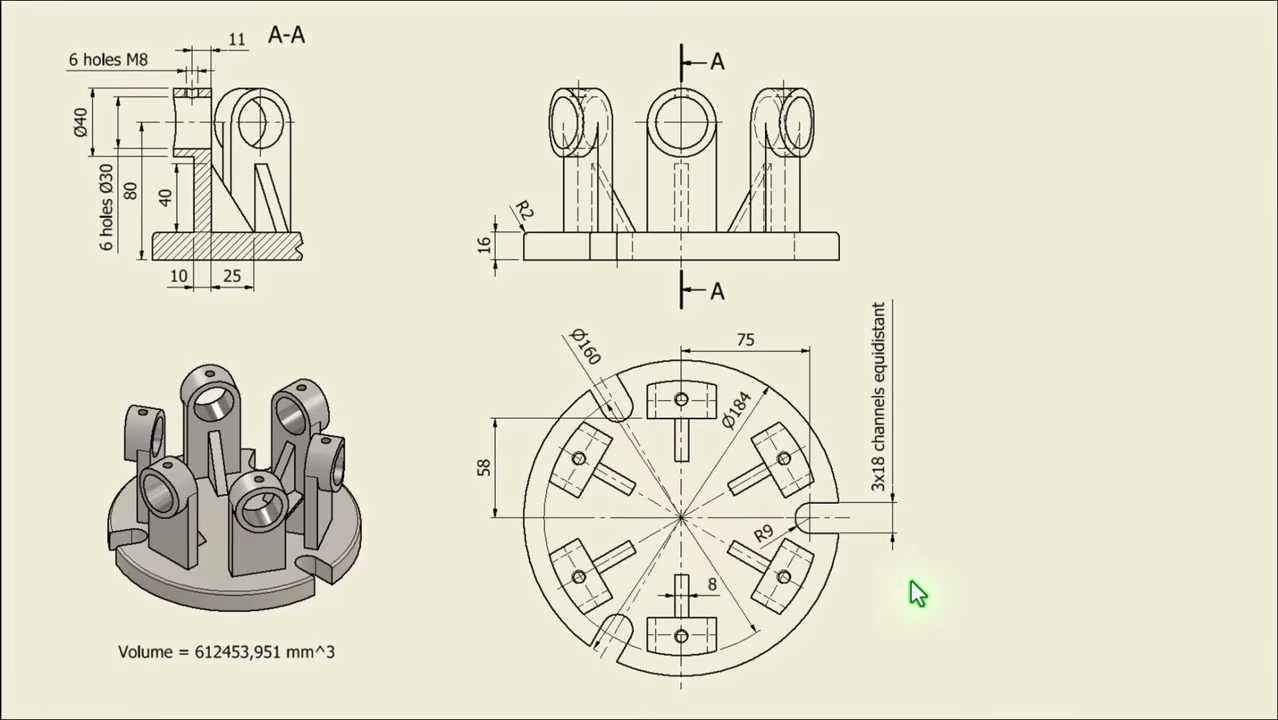 11
A-A
6 holes M8
Ø40
6 holes Ø30
80
40
10
25
A
R2
16
A
Ø160
75
Ø184
58
R9
8
3x18 channels equidistant
Volume = 612453,951 mm^3